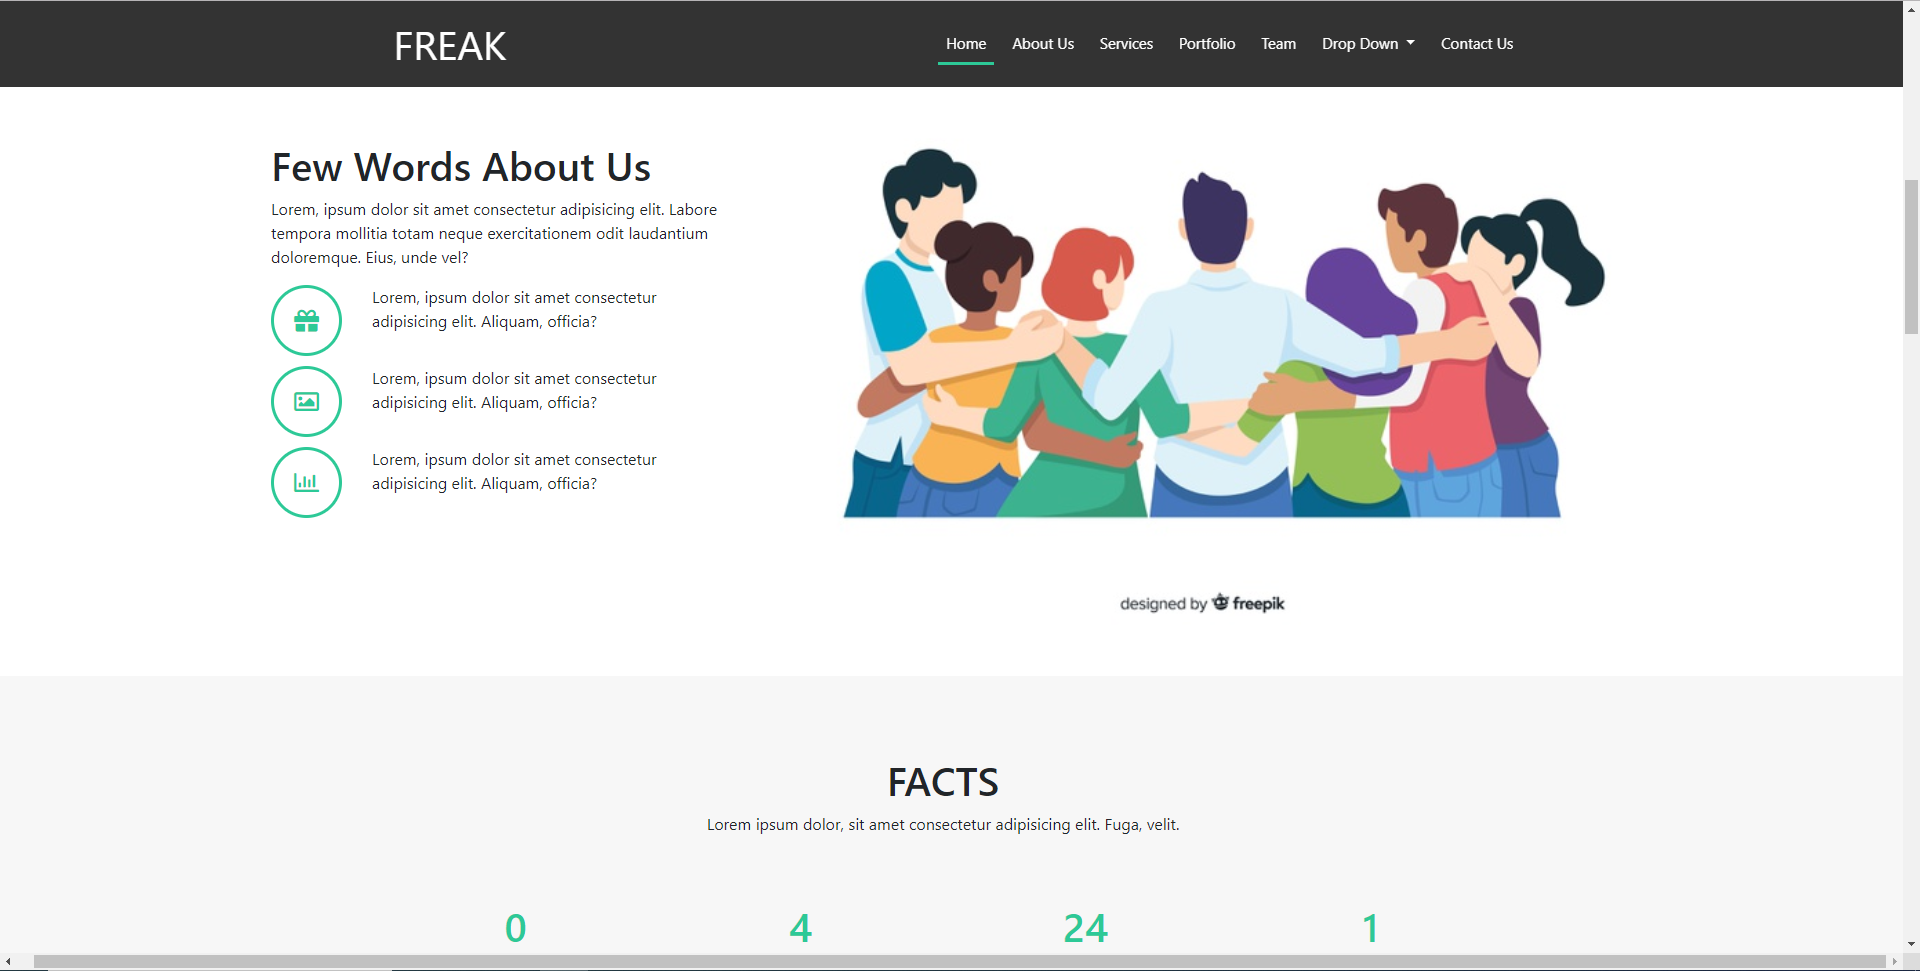 FREAK
Home About Us Services Portfolio Team Drop Down Contact Us
Few Words About Us
Lorem, ipsum dolor sit amet consectetur adipisicing elit. Labore
tempora mollitia totam neque exercitationem odit laudantium
doloremque. Eius, unde vel?
Lorem, ipsum dolor sit amet consectetur
adipisicing elit. Aliquam, officia?
Lorem, ipsum dolor sit amet consectetur
adipisicing elit. Aliquam, officia?
Lorem, ipsum dolor sit amet consectetur
adipisicing elit. Aliquam, officia?
designed by freepik
FACTS
Lorem ipsum dolor, sit amet consectetur adipisicing elit. Fuga, velit.
0 4 24 1